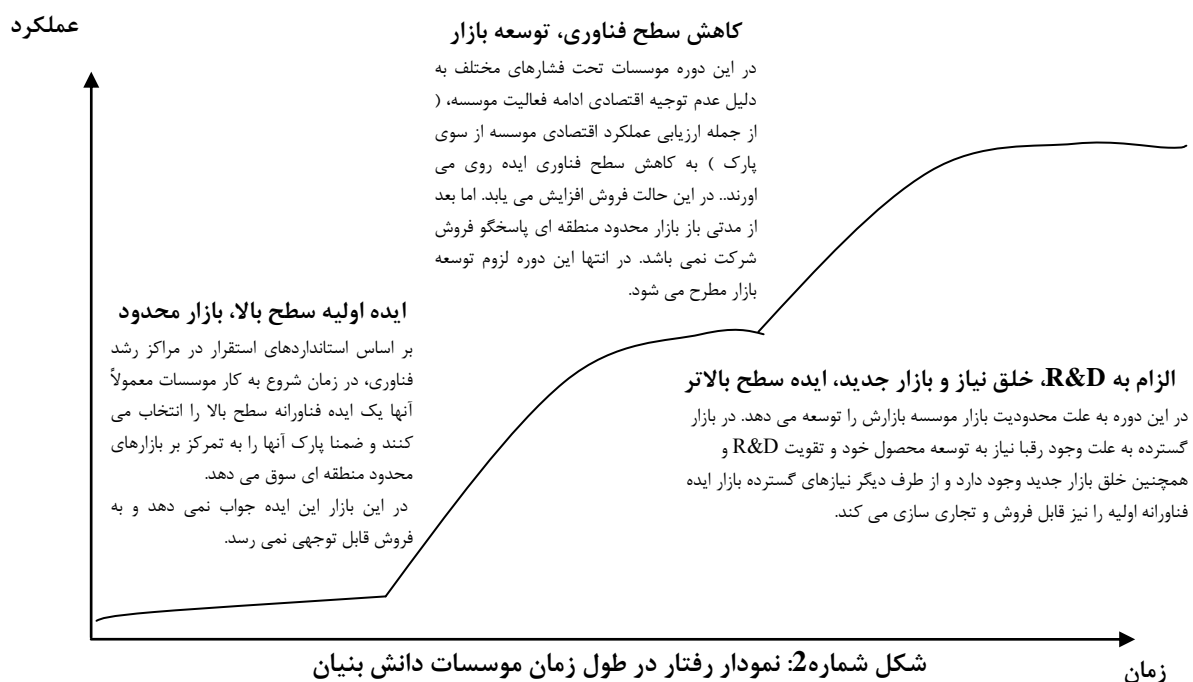 عملکرد
کاهش سطح فناوری، توسعه بازار
در این دوره موسسات تحت فشارهای مختلف به
دلیل عدم توجیه اقتصادی ادامه فعالیت موسسه، (
از جمله ارزیابی عملکرد اقتصادی موسسه از سوی
پارک ) به کاهش سطح فناوری ایده روی می
اورند.. در این حالت فروش افزایش می یابد. اما بعد
از مدتی باز بازار محدود منطقه ای پاسخگو فروش
شرکت نمی باشد. در انتها این دوره لزوم توسعه
بازار مطرح می شود.
ایده اولیه سطح بالا، بازار محدود
بر اساس استانداردهای استقرار در مراکز رشد
فناوری، در زمان شروع به کار موسسات معمولاً
آنها یک ایده فناورانه سطح بالا را انتخاب می
کنند و ضمنا پارک آنها را به تمرکز بر بازارهای
محدود منطقه ای سوق می دهد.
در این بازار این ایده جواب نمی دهد و به
فروش قابل توجهی نمی رسد.
الزام به R&D، خلق نیاز و بازار جدید، ایده سطح بالاتر
در این دوره به علت محدودیت بازار موسسه بازارش را توسعه می دهد. در بازار
گسترده به علت وجود رقبا نیاز به توسعه محصول خود و تقویت R&D و
همچنین خلق بازار جدید وجود دارد و از طرف دیگر نیازهای گسترده بازار ایده
فناورانه اولیه را نیز قابل فروش و تجاری سازی می کند.
زمان
شکل شماره2: نمودار رفتار در طول زمان موسسات دانش بنیان